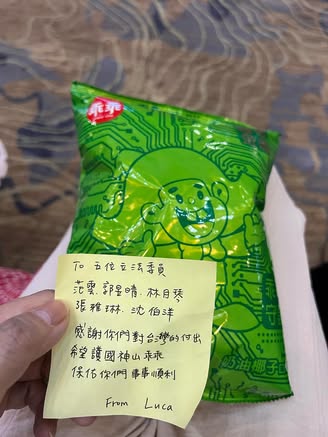 乖乖
奶油椰子
To 五位立法委員
范雲. 郭昱晴. 林月琴
張雅琳. 沈伯洋
感謝你們對台灣的付出
希望護國神山乖乖
保佑你們事事順利
From Luca